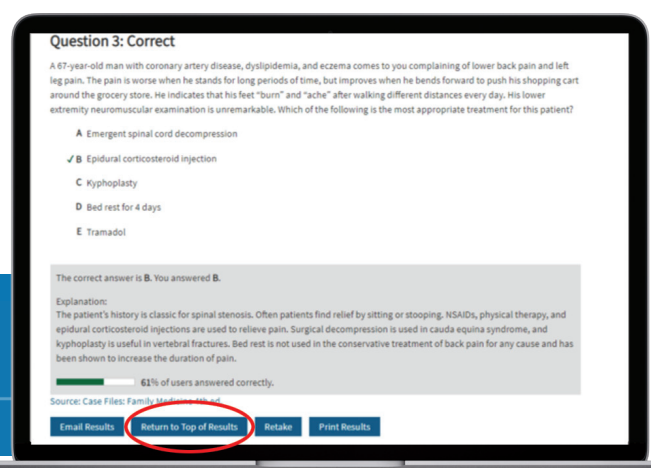 Question 3: Correct
A 67-year-old man with coronary artery disease, dyslipidemia, and eczema comes to you complaining of lower back pain and left
leg pain. The pain is worse when he stands for long periods of time, but improves when he bends forward to push his shopping cart
around the grocery store. He indicates that his feet "burn" and "ache" after walking different distances every day. His lower
extremity neuromuscular examination is unremarkable. Which of the following is the most appropriate treatment for this patient?
A Emergent spinal cord decompression
✓ B Epidural corticosteroid injection
C Kyphoplasty
D Bed rest for 4 days
E Tramadol
The correct answer is B. You answered B.
Explanation:
The patient's history is classic for spinal stenosis. Often patients find relief by sitting or stooping. NSAIDs, physical therapy, and
epidural corticosteroid injections are used to relieve pain. Surgical decompression is used in cauda equina syndrome, and
kyphoplasty is useful in vertebral fractures. Bed rest is not used in the conservative treatment of back pain for any cause and has
been shown to increase the duration of pain.
61% of users answered correctly.
Source: Case Files: Family Medicine 4th ed
Email Results Return to Top of Results Retake Print Results